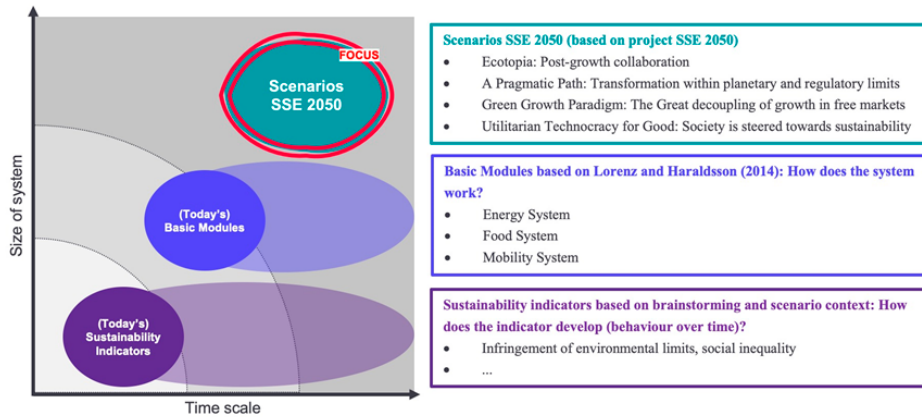 Size of system
FOCUS
Scenarios
SSE 2050
(Today's)
Basic Modules
(Today's)
Sustainability
Indicators
Time scale
Scenarios SSE 2050 (based on project SSE 2050)
• Ecotopia: Post-growth collaboration
• A Pragmatic Path: Transformation within planetary and regulatory limits
• Green Growth Paradigm: The Great decoupling of growth in free markets
• Utilitarian Technocracy for Good: Society is steered towards sustainability
Basic Modules based on Lorenz and Haraldsson (2014): How does the system
work?
• Energy System
• Food System
• Mobility System
Sustainability indicators based on brainstorming and scenario context: How
does the indicator develop (behaviour over time)?
• Infringement of environmental limits, social inequality
• ...